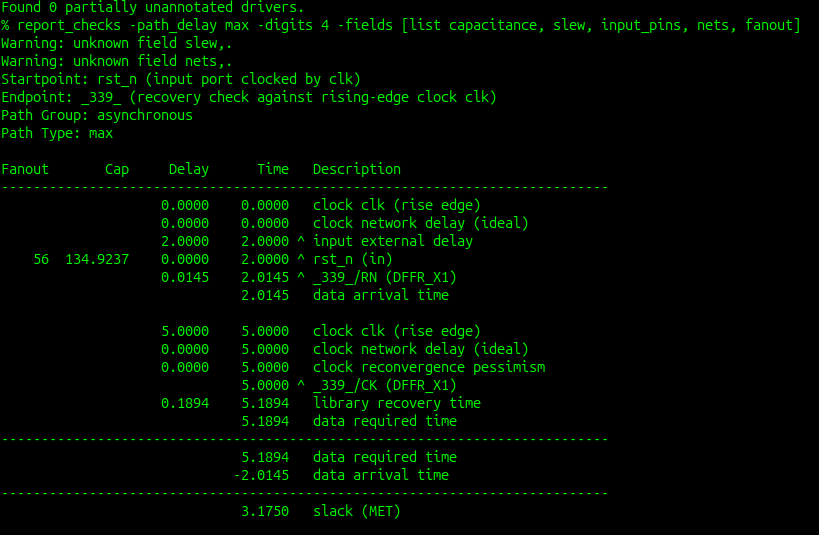 Found 0 partially unannotated drivers.
% report_checks -path_delay max -digits 4 -fields [list capacitance, slew, input_pins, nets, fanout]
Warning: unknown field slew,.
Warning: unknown field nets,.
Startpoint: rst_n (input port clocked by clk)
Endpoint: _339_ (recovery check against rising-edge clock clk)
Path Group: asynchronous
Path Type: max

Fanout       Cap     Delay      Time   Description
----------------------------------------------------------------------------
                    0.0000    0.0000   clock clk (rise edge)
                    0.0000    0.0000   clock network delay (ideal)
                    2.0000    2.0000 ^ input external delay
    56  134.9237    0.0000    2.0000 ^ rst_n (in)
                    0.0145    2.0145 ^ _339_/RN (DFFR_X1)
                              2.0145   data arrival time

                    5.0000    5.0000   clock clk (rise edge)
                    0.0000    5.0000   clock network delay (ideal)
                    0.0000    5.0000   clock reconvergence pessimism
                              5.0000 ^ _339_/CK (DFFR_X1)
                    0.1894    5.1894   library recovery time
                              5.1894   data required time
----------------------------------------------------------------------------
                              5.1894   data required time
                             -2.0145   data arrival time
----------------------------------------------------------------------------
                              3.1750   slack (MET)